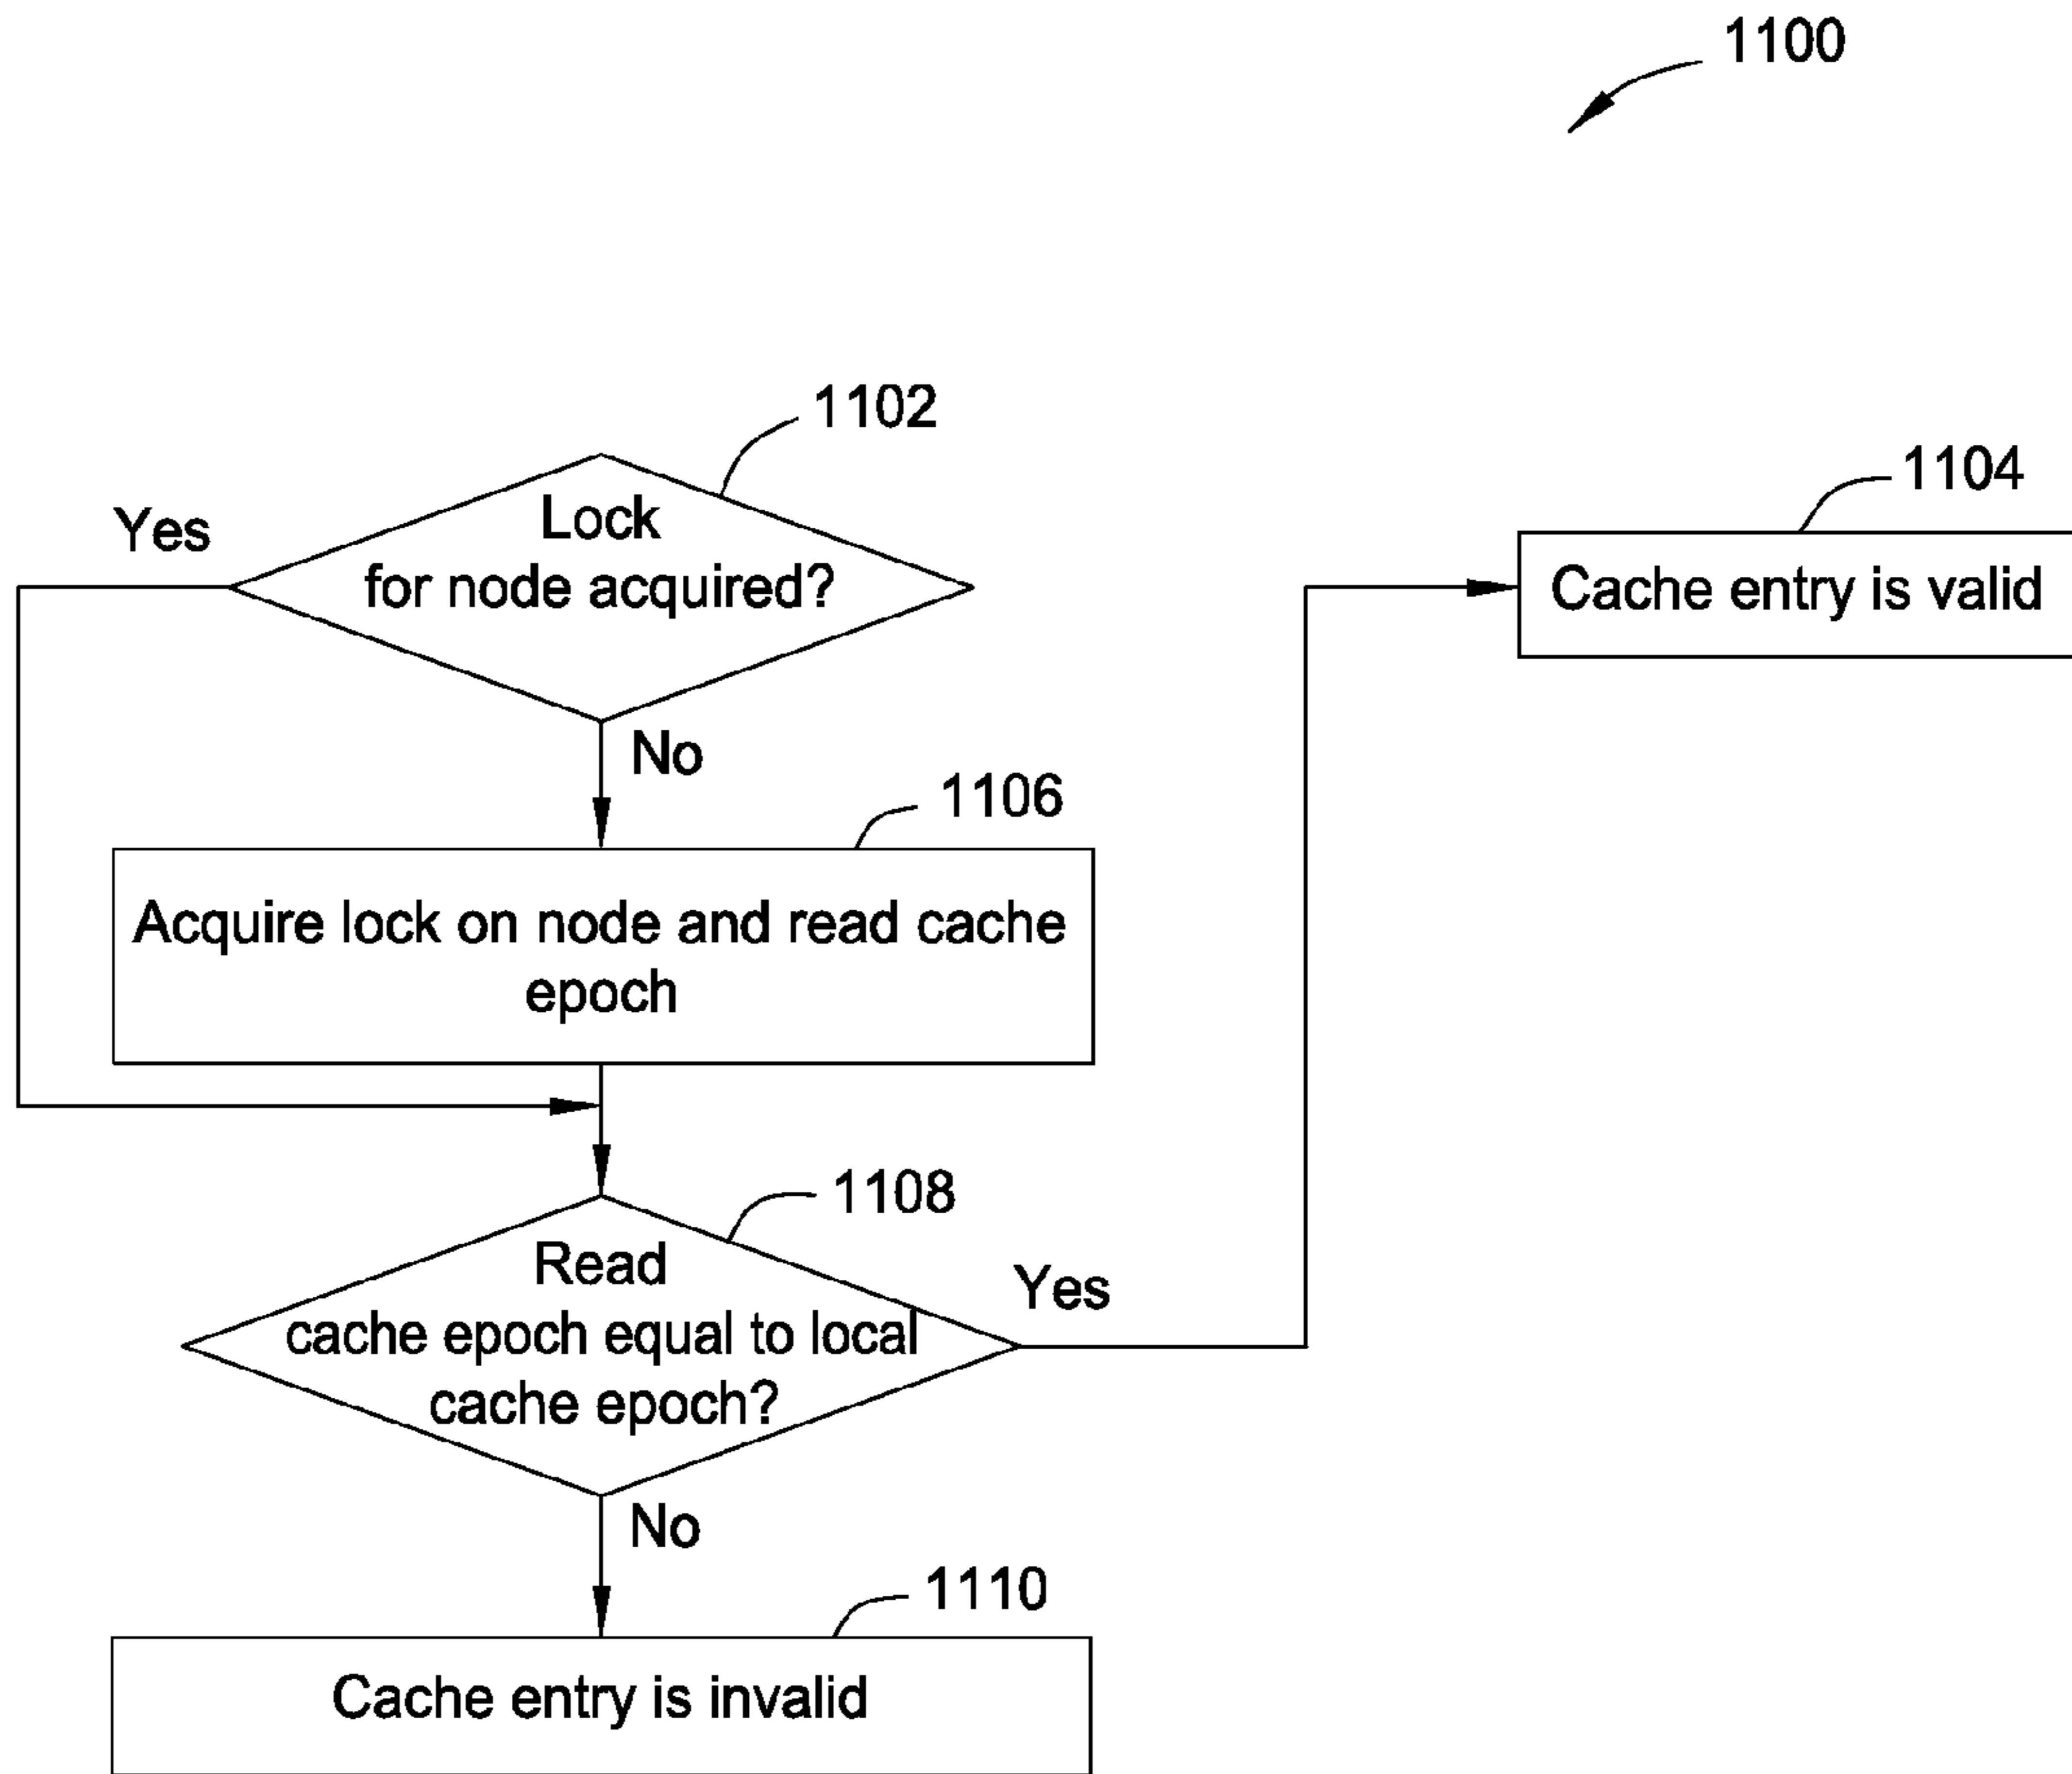 1100
1102
Yes
Lock
for node acquired?
1104
Cache entry is valid
No
1106
Acquire lock on node and read cache
epoch
1108
Read
cache epoch equal to local
cache epoch?
Yes
No
1110
Cache entry is invalid